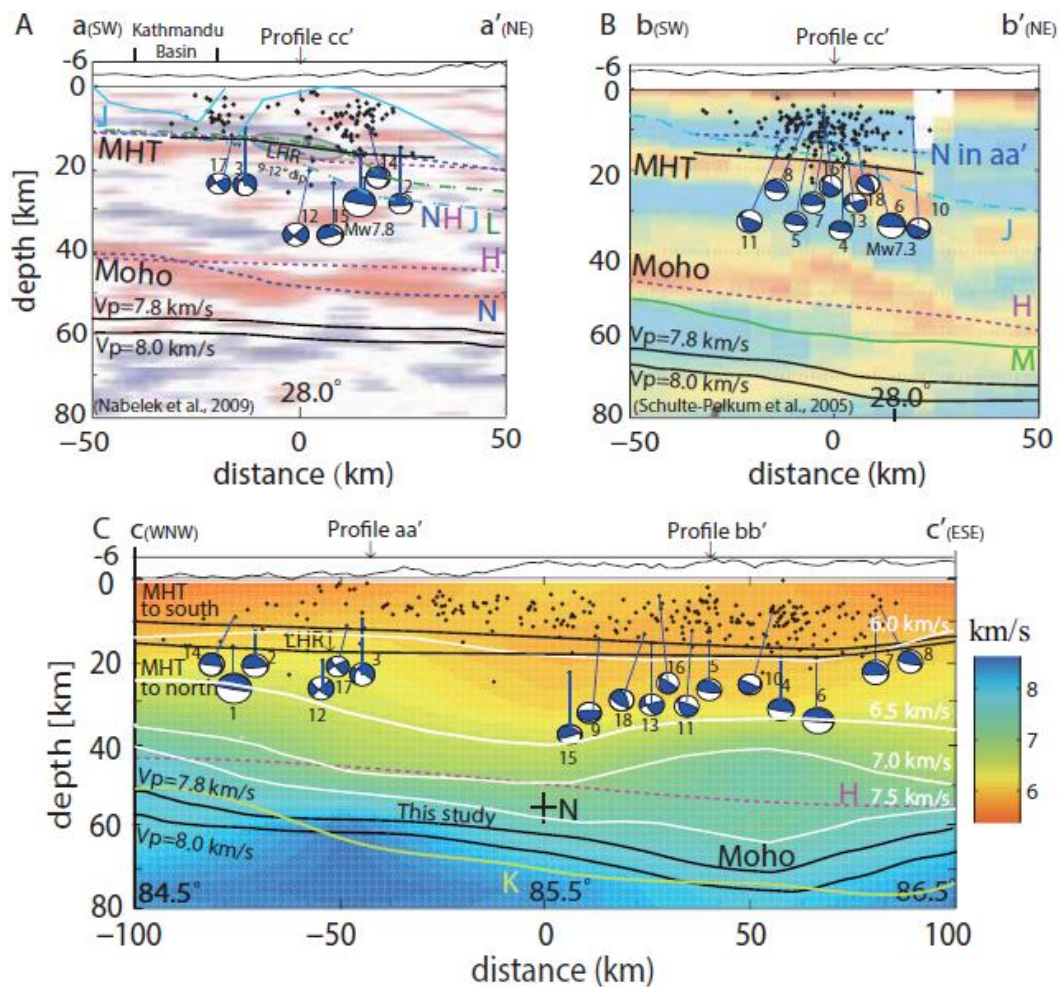 A a(SW) Kathmandu Basin Profile cc' a'(NE)
-6
0
J
20
MHT
LHR
9-12° dip
17 3 14 2
12 15 Mw7.8
N H J L
40
Moho
H
N
Vp=7.8 km/s
60
Vp=8.0 km/s
28.0°
80
(Nabelek et al., 2009)
depth [km]
-50 0 50
distance (km)
B b(SW) Profile cc' b'(NE)
-6
0
N in aa'
20
MHT
8 18 6 10
11 5 7 4 13 Mw7.3
J
40
Moho
H
60
Vp=7.8 km/s
M
Vp=8.0 km/s
28.0°
80
(Schulte-Pelkum et al., 2005)
-50 0 50
distance (km)
C c(WNW) Profile aa' Profile bb' c'(ESE)
-6
0
MHT to south
6.0 km/s
LHR
20
14 2 3 16 5 7 8
MHT to north
17 10 4 6
1 12
15 9 18 13 11
6.5 km/s
40
7.0 km/s
H 7.5 km/s
Vp=7.8 km/s
This study
N
60
Vp=8.0 km/s
Moho
K
84.5° 85.5° 86.5°
80
depth [km]
-100 -50 0 50 100
distance (km)
km/s
8
7
6